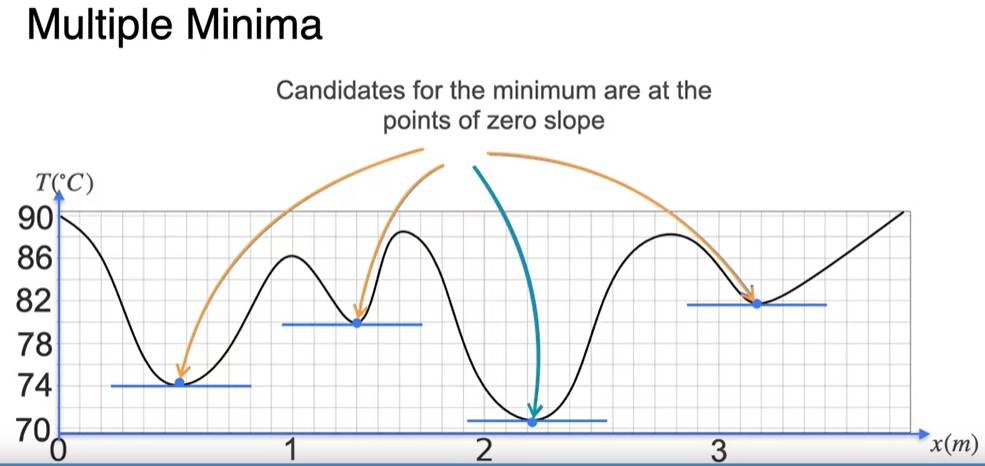 Multiple Minima
Candidates for the minimum are at the
points of zero slope
T(°C)
90
86
82
78
74
70
0
1
2
3
x(m)